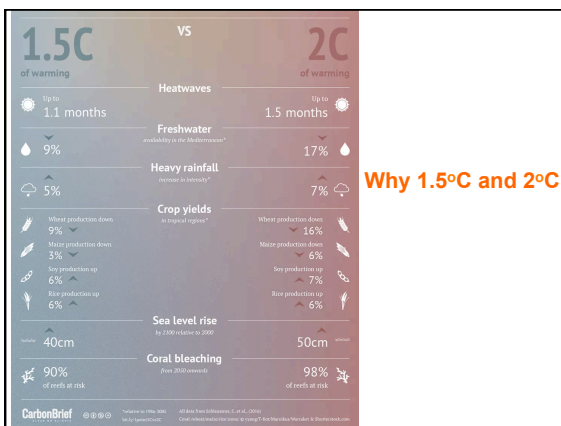 1.5C VS 2C
of warming of warming
Heatwaves
Up to Up to
1.1 months 1.5 months
Freshwater
availability in the Mediterranean*
9% 17%
Heavy rainfall
increase in intensity*
5% 7%
Crop yields
in tropical regions*
Wheat production down Wheat production down
9% 16%
Maize production down Maize production down
3% 6%
Soy production up Soy production up
6% 7%
Rice production up Rice production up
6% 6%
Sea level rise
by 2100 relative to 2000
40cm 50cm
Coral bleaching
from 2050 onwards
90% 98%
of reefs at risk of reefs at risk
CarbonBrief
Why 1.5oC and 2oC